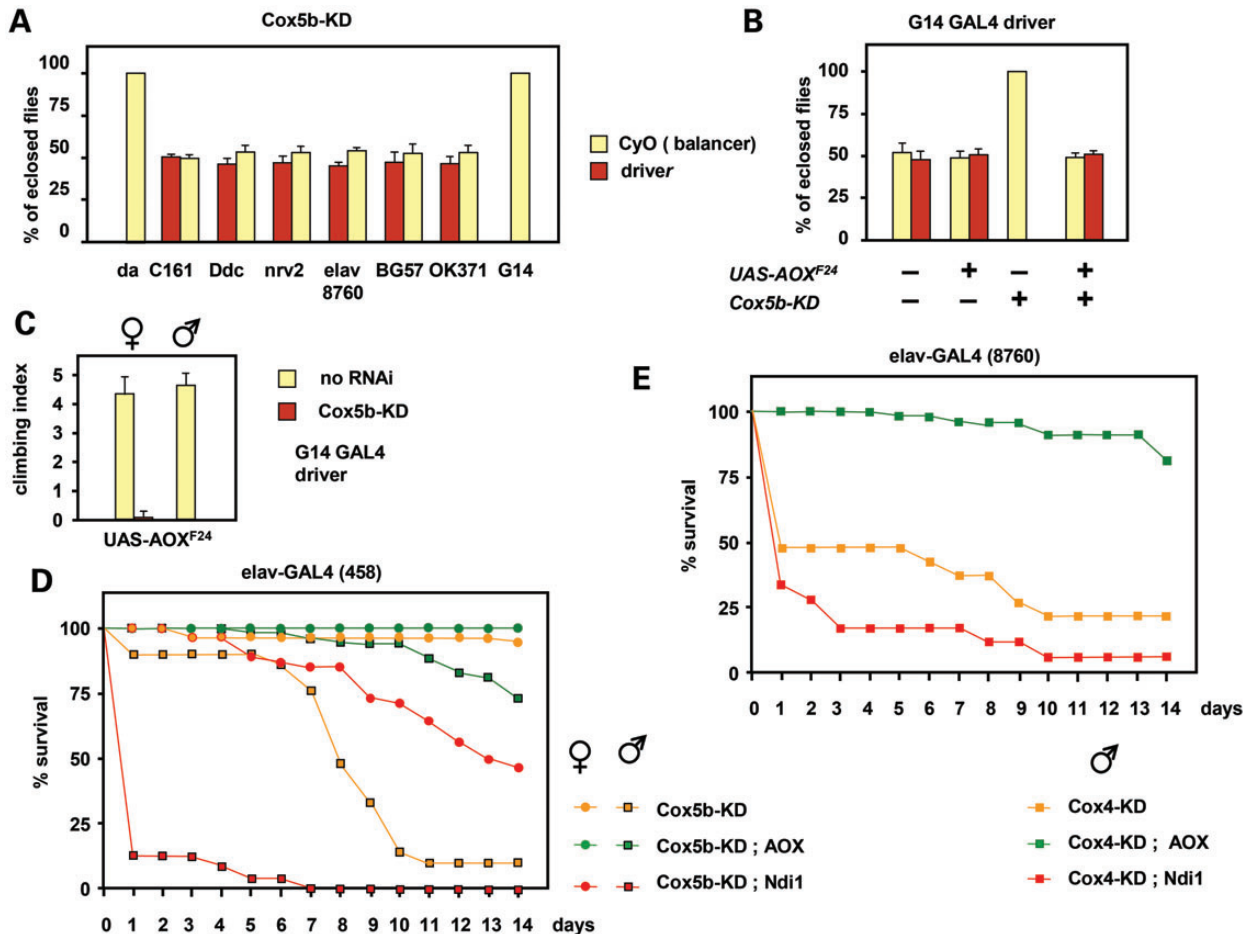 A
Cox5b-KD
% of eclosed flies
100
75
50
25
0
da C161 Ddc nrv2 elav BG57 OK371 G14
8760
CyO ( balancer)
driver
B
G14 GAL4 driver
% of eclosed flies
100
75
50
25
0
UAS-AOX^F24 − + − +
Cox5b-KD − − + +
C
♀ ♂
climbing index
5
4
3
2
1
0
UAS-AOX^F24
no RNAi
Cox5b-KD
G14 GAL4
driver
D
elav-GAL4 (458)
% survival
100
75
50
25
0
0 1 2 3 4 5 6 7 8 9 10 11 12 13 14 days
♀ ♂
Cox5b-KD
Cox5b-KD ; AOX
Cox5b-KD ; Ndi1
E
elav-GAL4 (8760)
% survival
100
75
50
25
0
0 1 2 3 4 5 6 7 8 9 10 11 12 13 14 days
♂
Cox4-KD
Cox4-KD ; AOX
Cox4-KD ; Ndi1